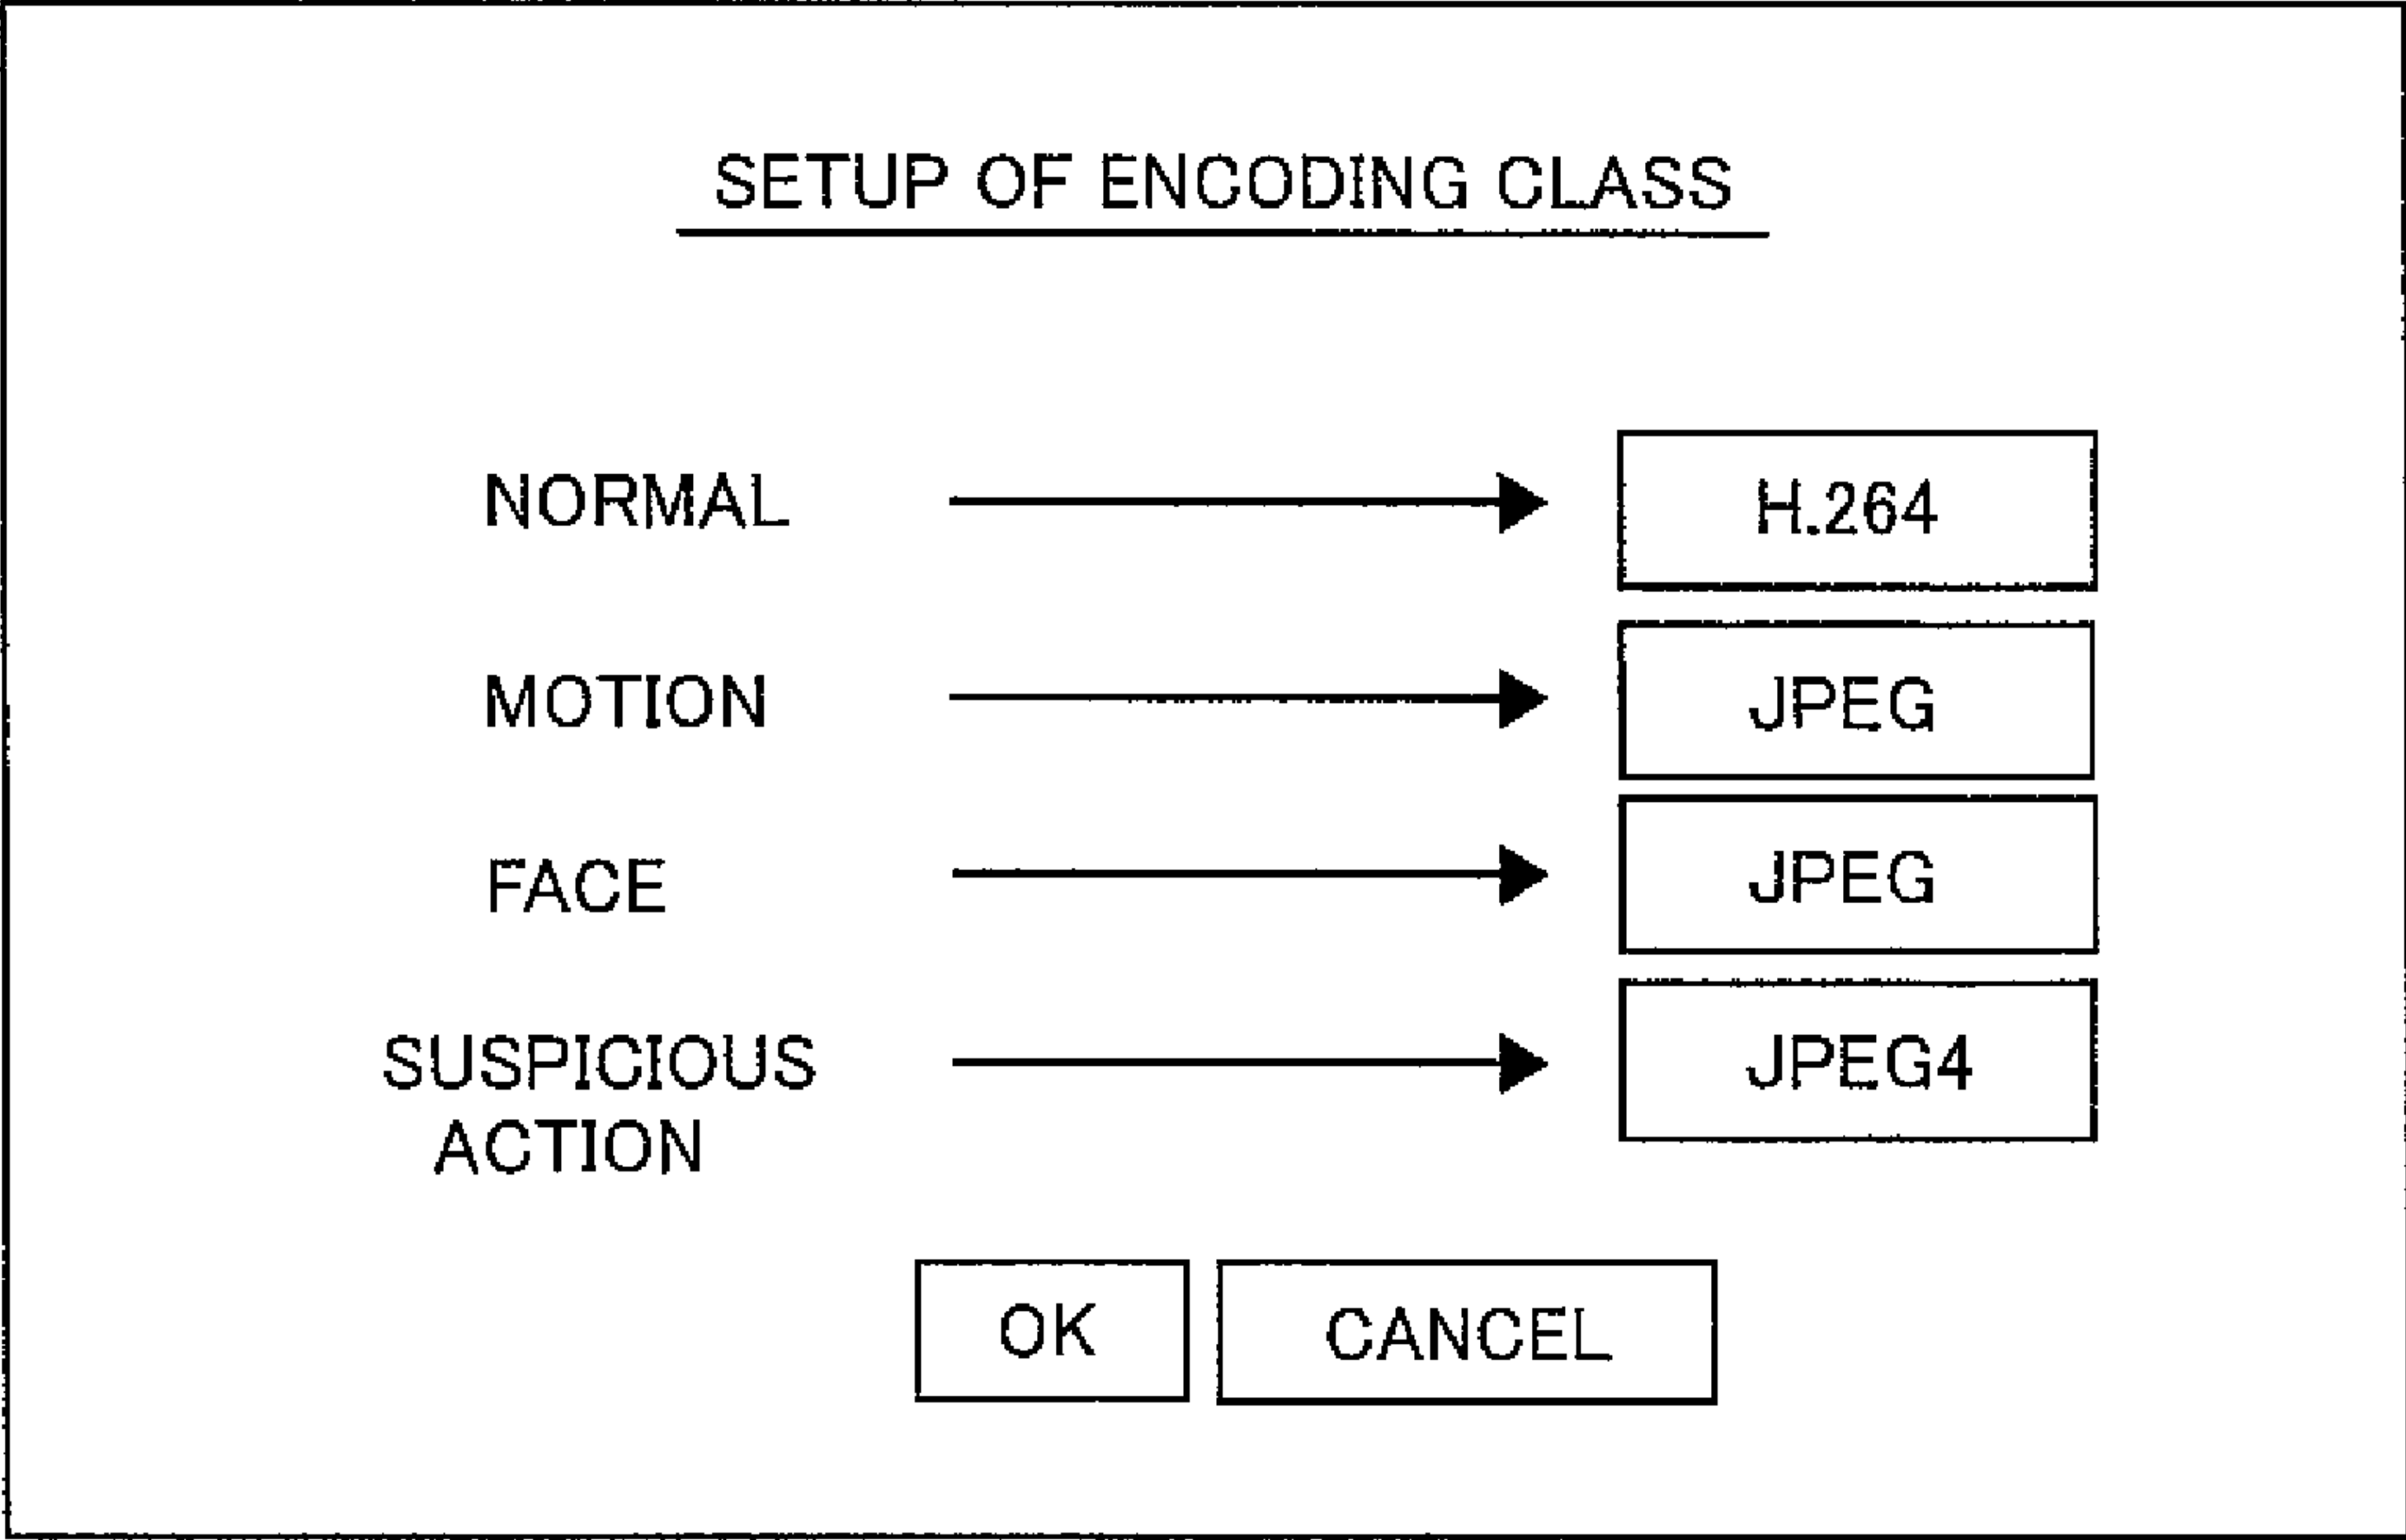 SETUP OF ENCODING CLASS
NORMAL H.264
MOTION JPEG
FACE JPEG
SUSPICIOUS JPEG4
ACTION
OK CANCEL